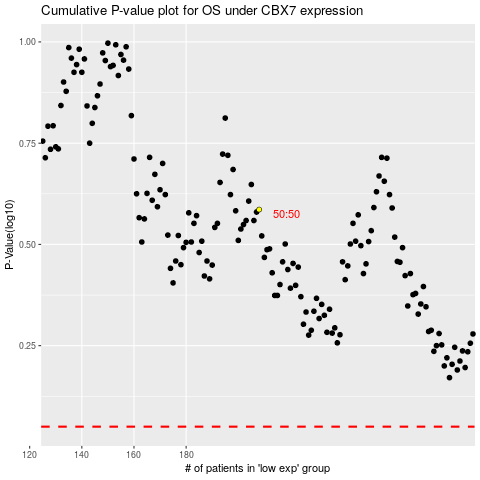 Cumulative P-value plot for OS under CBX7 expression
P-Value(log10)
1.00
0.75
0.50
0.25
50:50
120 140 160 180
# of patients in 'low exp' group